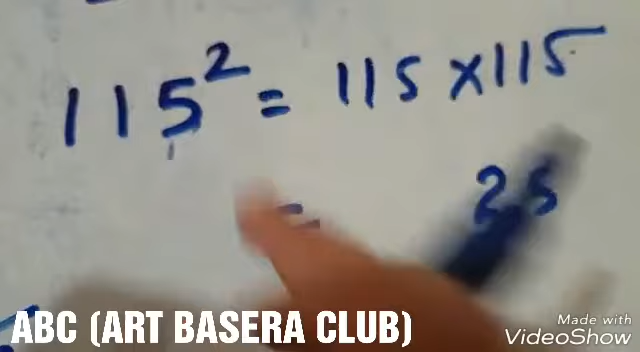 115² = 115 × 115
= 25
ABC (ART BASERA CLUB)
Made with
VideoShow